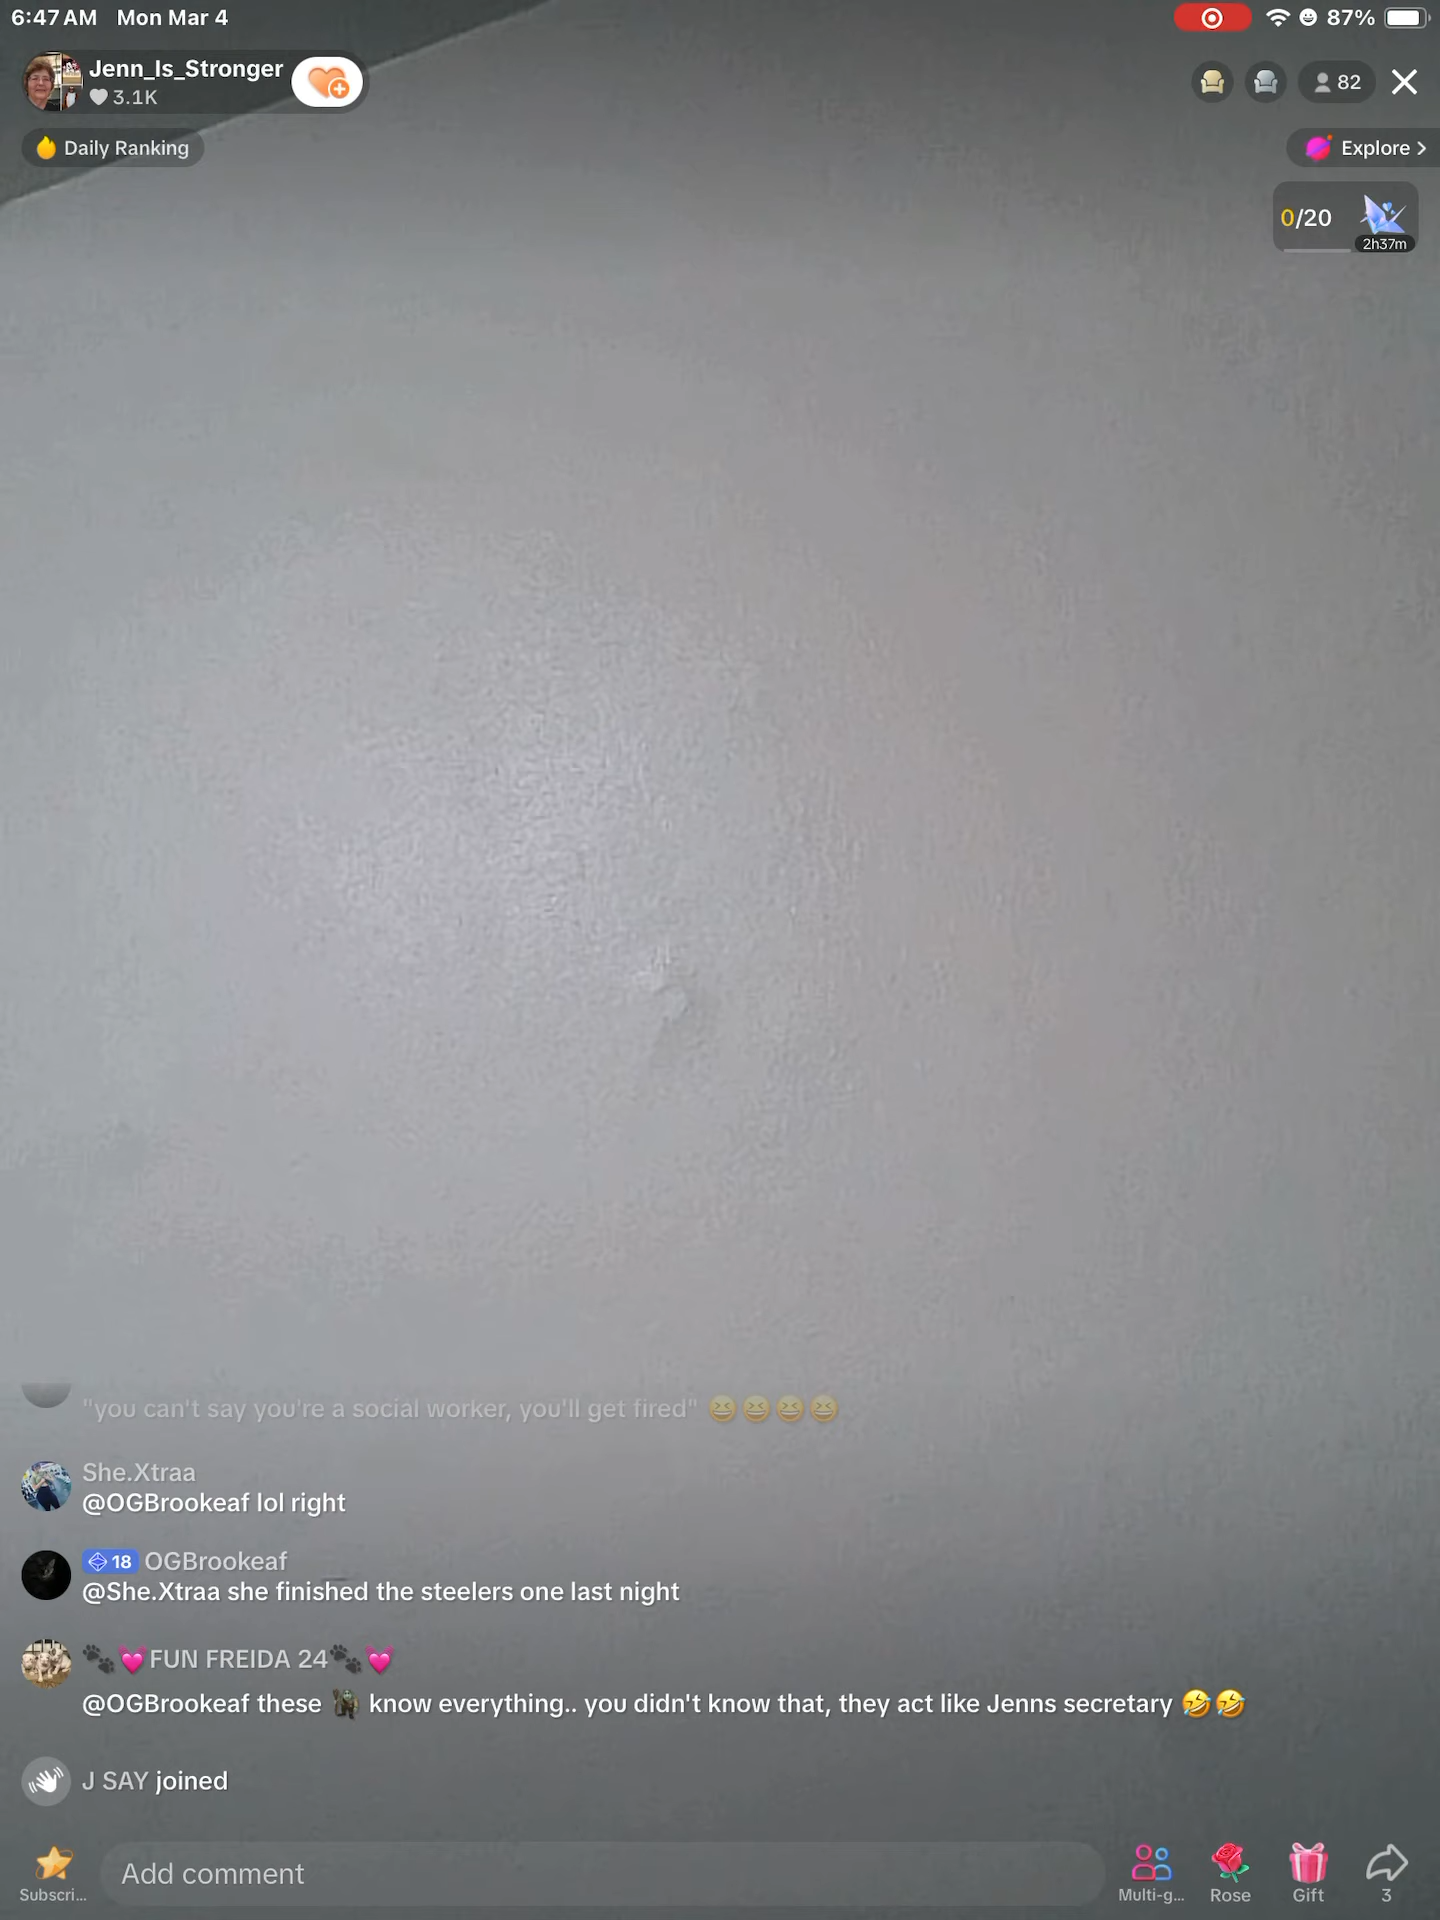 6:47 AM Mon Mar 4
87%
Jenn_Is_Stronger
3.1K
82
Daily Ranking
Explore >
0/20
2h37m
"you can't say you're a social worker, you'll get fired" 😆😆😆😆
She.Xtraa
@OGBrookeaf lol right
18 OGBrookeaf
@She.Xtraa she finished the steelers one last night
🐾💓FUN FREIDA 24🐾💓
@OGBrookeaf these 🧌 know everything.. you didn't know that, they act like Jenns secretary 🤣🤣
J SAY joined
Subscri...
Add comment
Multi-g...
Rose
Gift
3